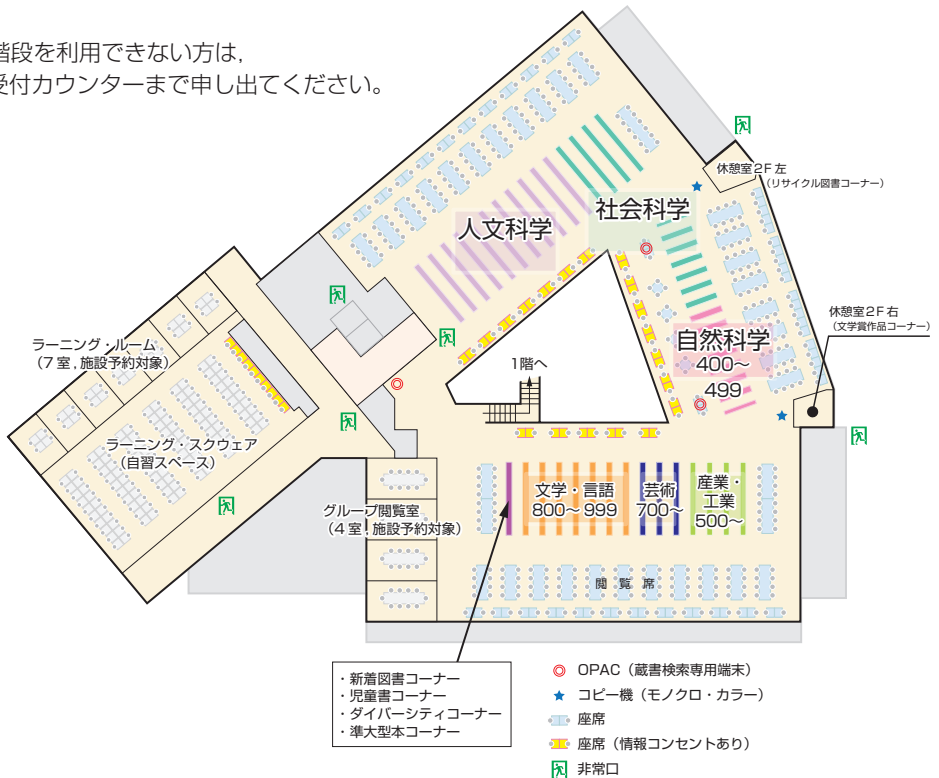 階段を利用できない方は，
受付カウンターまで申し出てください。
休憩室２Ｆ左
（リサイクル図書コーナー）
社会科学
人文科学
休憩室２Ｆ右
（文学賞作品コーナー）
ラーニング・ルーム
（７室，施設予約対象）
自然科学
400〜
499
1階へ
ラーニング・スクウェア
（自習スペース）
グループ閲覧室
（４室，施設予約対象）
文学・言語
800〜999
芸術
700〜
産業・
工業
500〜
閲覧席
・新着図書コーナー
・児童書コーナー
・ダイバーシティコーナー
・準大型本コーナー
OPAC（蔵書検索専用端末）
コピー機（モノクロ・カラー）
座席
座席（情報コンセントあり）
非常口